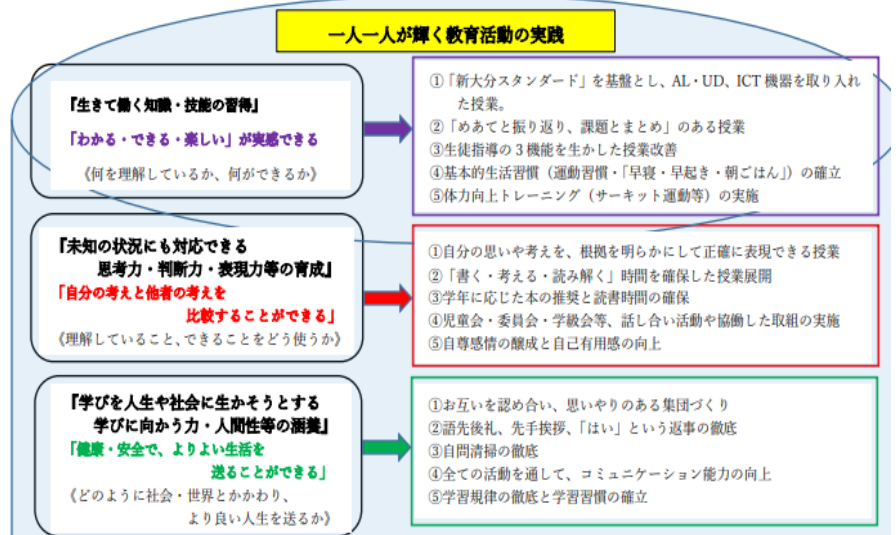 一人一人が輝く教育活動の実践
『生きて働く知識・技能の習得』
「わかる・できる・楽しい」が実感できる
《何を理解しているか、何ができるか》
①「新大分スタンダード」を基盤とし、AL・UD、ICT 機器を取り入れ
た授業。
②「めあてと振り返り、課題とまとめ」のある授業
③生徒指導の３機能を生かした授業改善
④基本的生活習慣（運動習慣・「早寝・早起き・朝ごはん」）の確立
⑤体力向上トレーニング（サーキット運動等）の実施
『未知の状況にも対応できる
思考力・判断力・表現力等の育成』
「自分の考えと他者の考えを
比較することができる」
《理解していること、できることをどう使うか》
①自分の思いや考えを、根拠を明らかにして正確に表現できる授業
②「書く・考える・読み解く」時間を確保した授業展開
③学年に応じた本の推奨と読書時間の確保
④児童会・委員会・学級会等、話し合い活動や協働した取組の実施
⑤自尊感情の醸成と自己有用感の向上
『学びを人生や社会に生かそうとする
学びに向かう力・人間性等の涵養』
「健康・安全で、よりよい生活を
送ることができる」
《どのように社会・世界とかかわり、
より良い人生を送るか》
①お互いを認め合い、思いやりのある集団づくり
②語先後礼、先手挨拶、「はい」という返事の徹底
③自問清掃の徹底
④全ての活動を通して、コミュニケーション能力の向上
⑤学習規律の徹底と学習習慣の確立